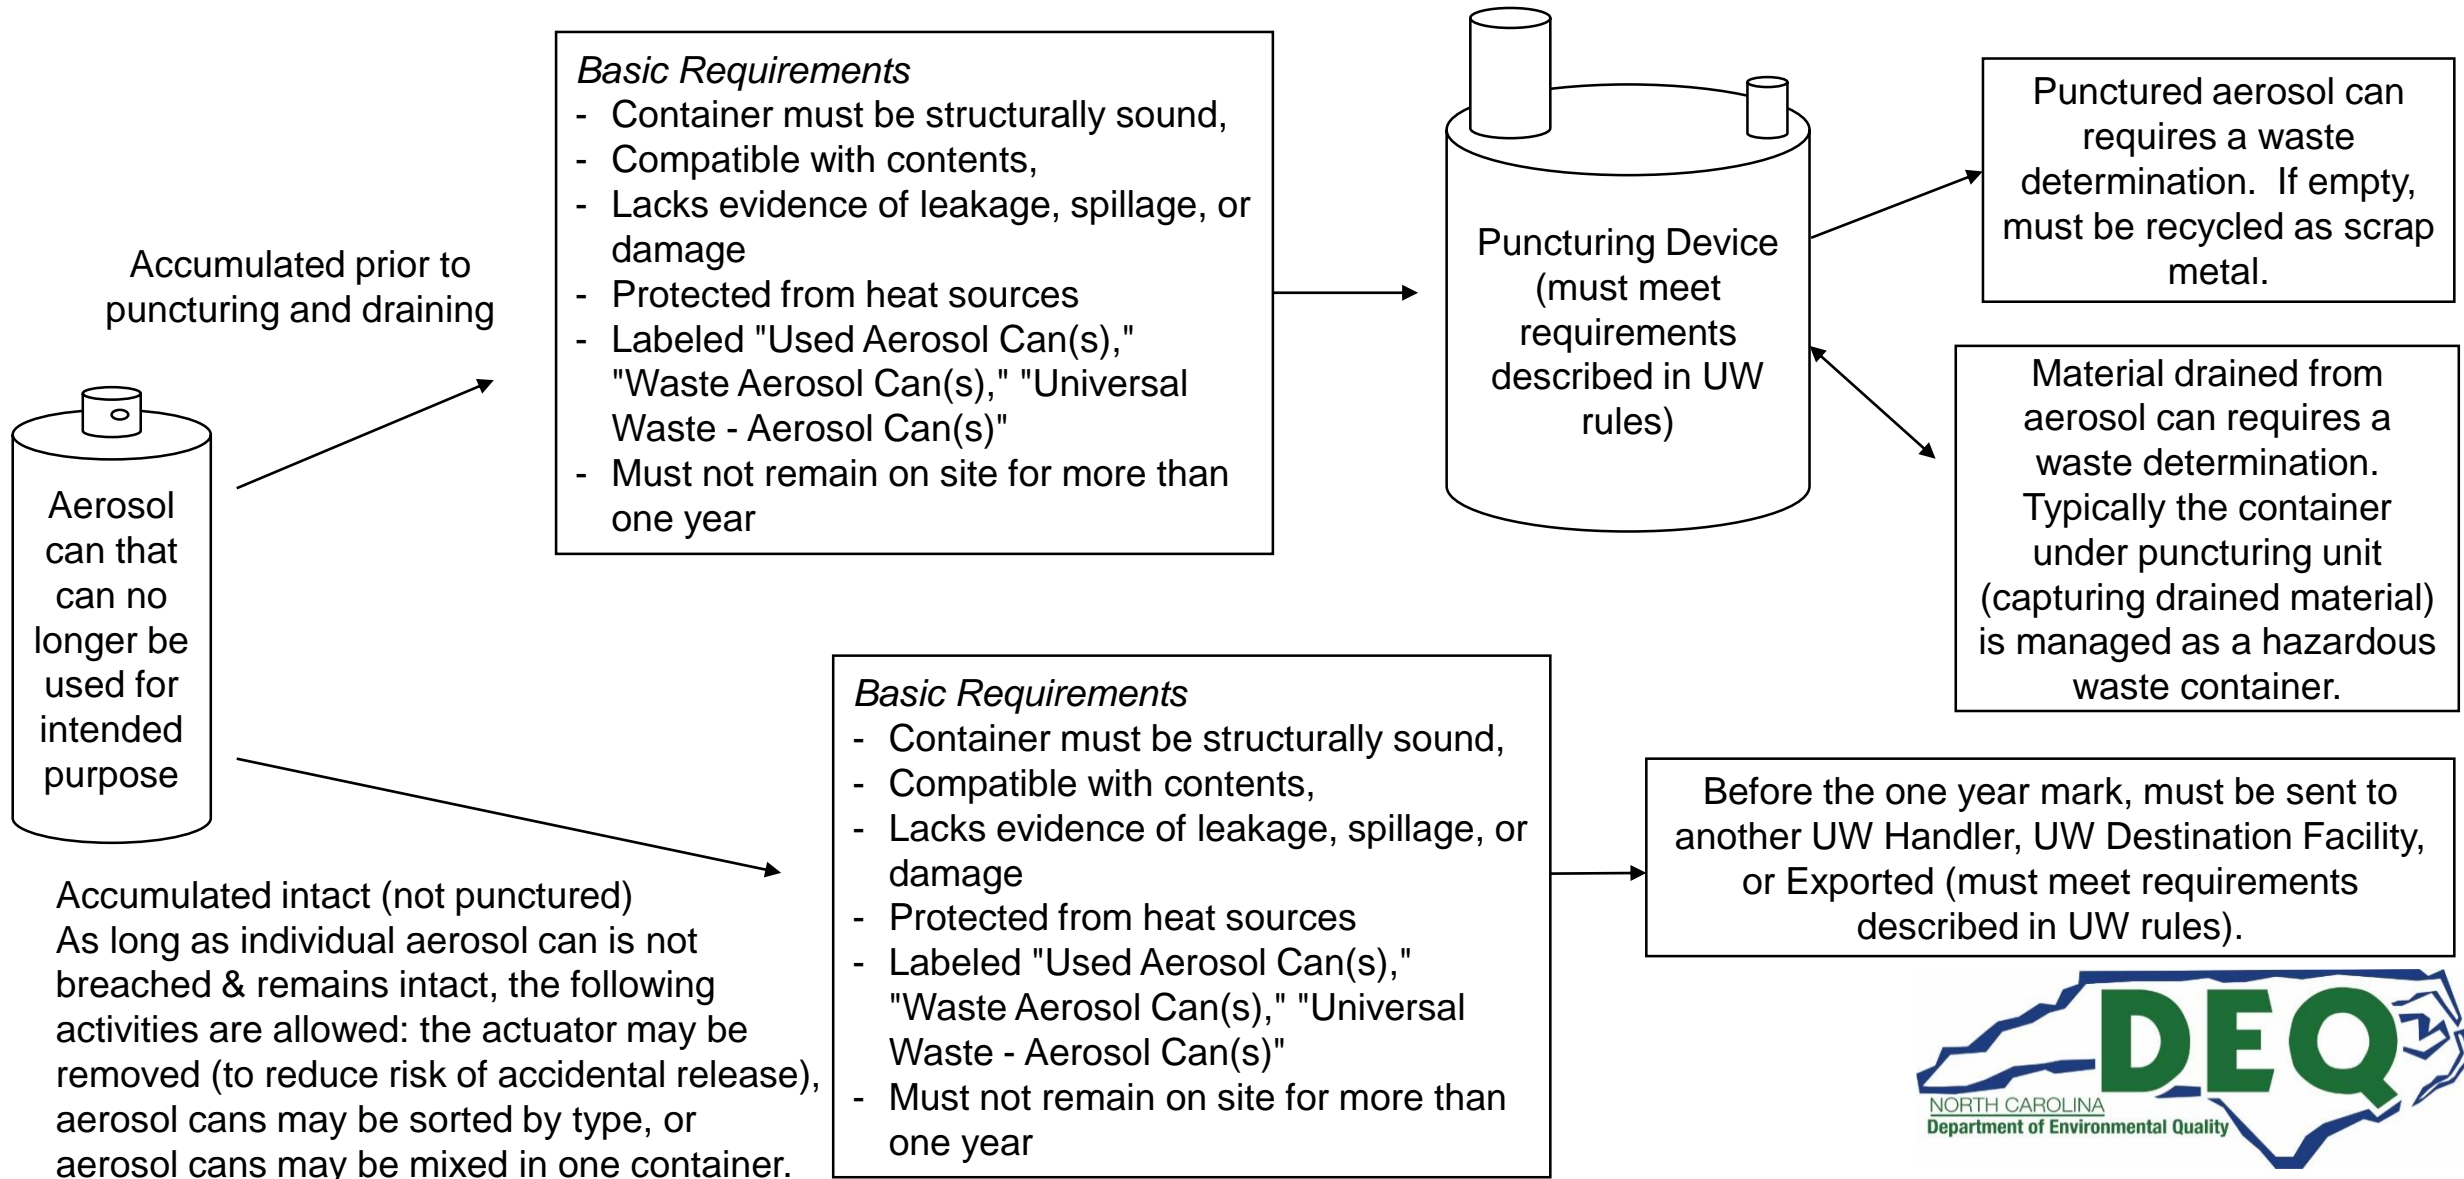 Aerosol
can that
can no
longer be
used for
intended
purpose
Accumulated prior to
puncturing and draining
Basic Requirements
- Container must be structurally sound,
- Compatible with contents,
- Lacks evidence of leakage, spillage, or
damage
- Protected from heat sources
- Labeled "Used Aerosol Can(s),"
"Waste Aerosol Can(s)," "Universal
Waste - Aerosol Can(s)"
- Must not remain on site for more than
one year
Puncturing Device
(must meet
requirements
described in UW
rules)
Punctured aerosol can
requires a waste
determination. If empty,
must be recycled as scrap
metal.
Material drained from
aerosol can requires a
waste determination.
Typically the container
under puncturing unit
(capturing drained material)
is managed as a hazardous
waste container.
Accumulated intact (not punctured)
As long as individual aerosol can is not
breached & remains intact, the following
activities are allowed: the actuator may be
removed (to reduce risk of accidental release),
aerosol cans may be sorted by type, or
aerosol cans may be mixed in one container.
Basic Requirements
- Container must be structurally sound,
- Compatible with contents,
- Lacks evidence of leakage, spillage, or
damage
- Protected from heat sources
- Labeled "Used Aerosol Can(s),"
"Waste Aerosol Can(s)," "Universal
Waste - Aerosol Can(s)"
- Must not remain on site for more than
one year
Before the one year mark, must be sent to
another UW Handler, UW Destination Facility,
or Exported (must meet requirements
described in UW rules).
DEQ
NORTH CAROLINA
Department of Environmental Quality